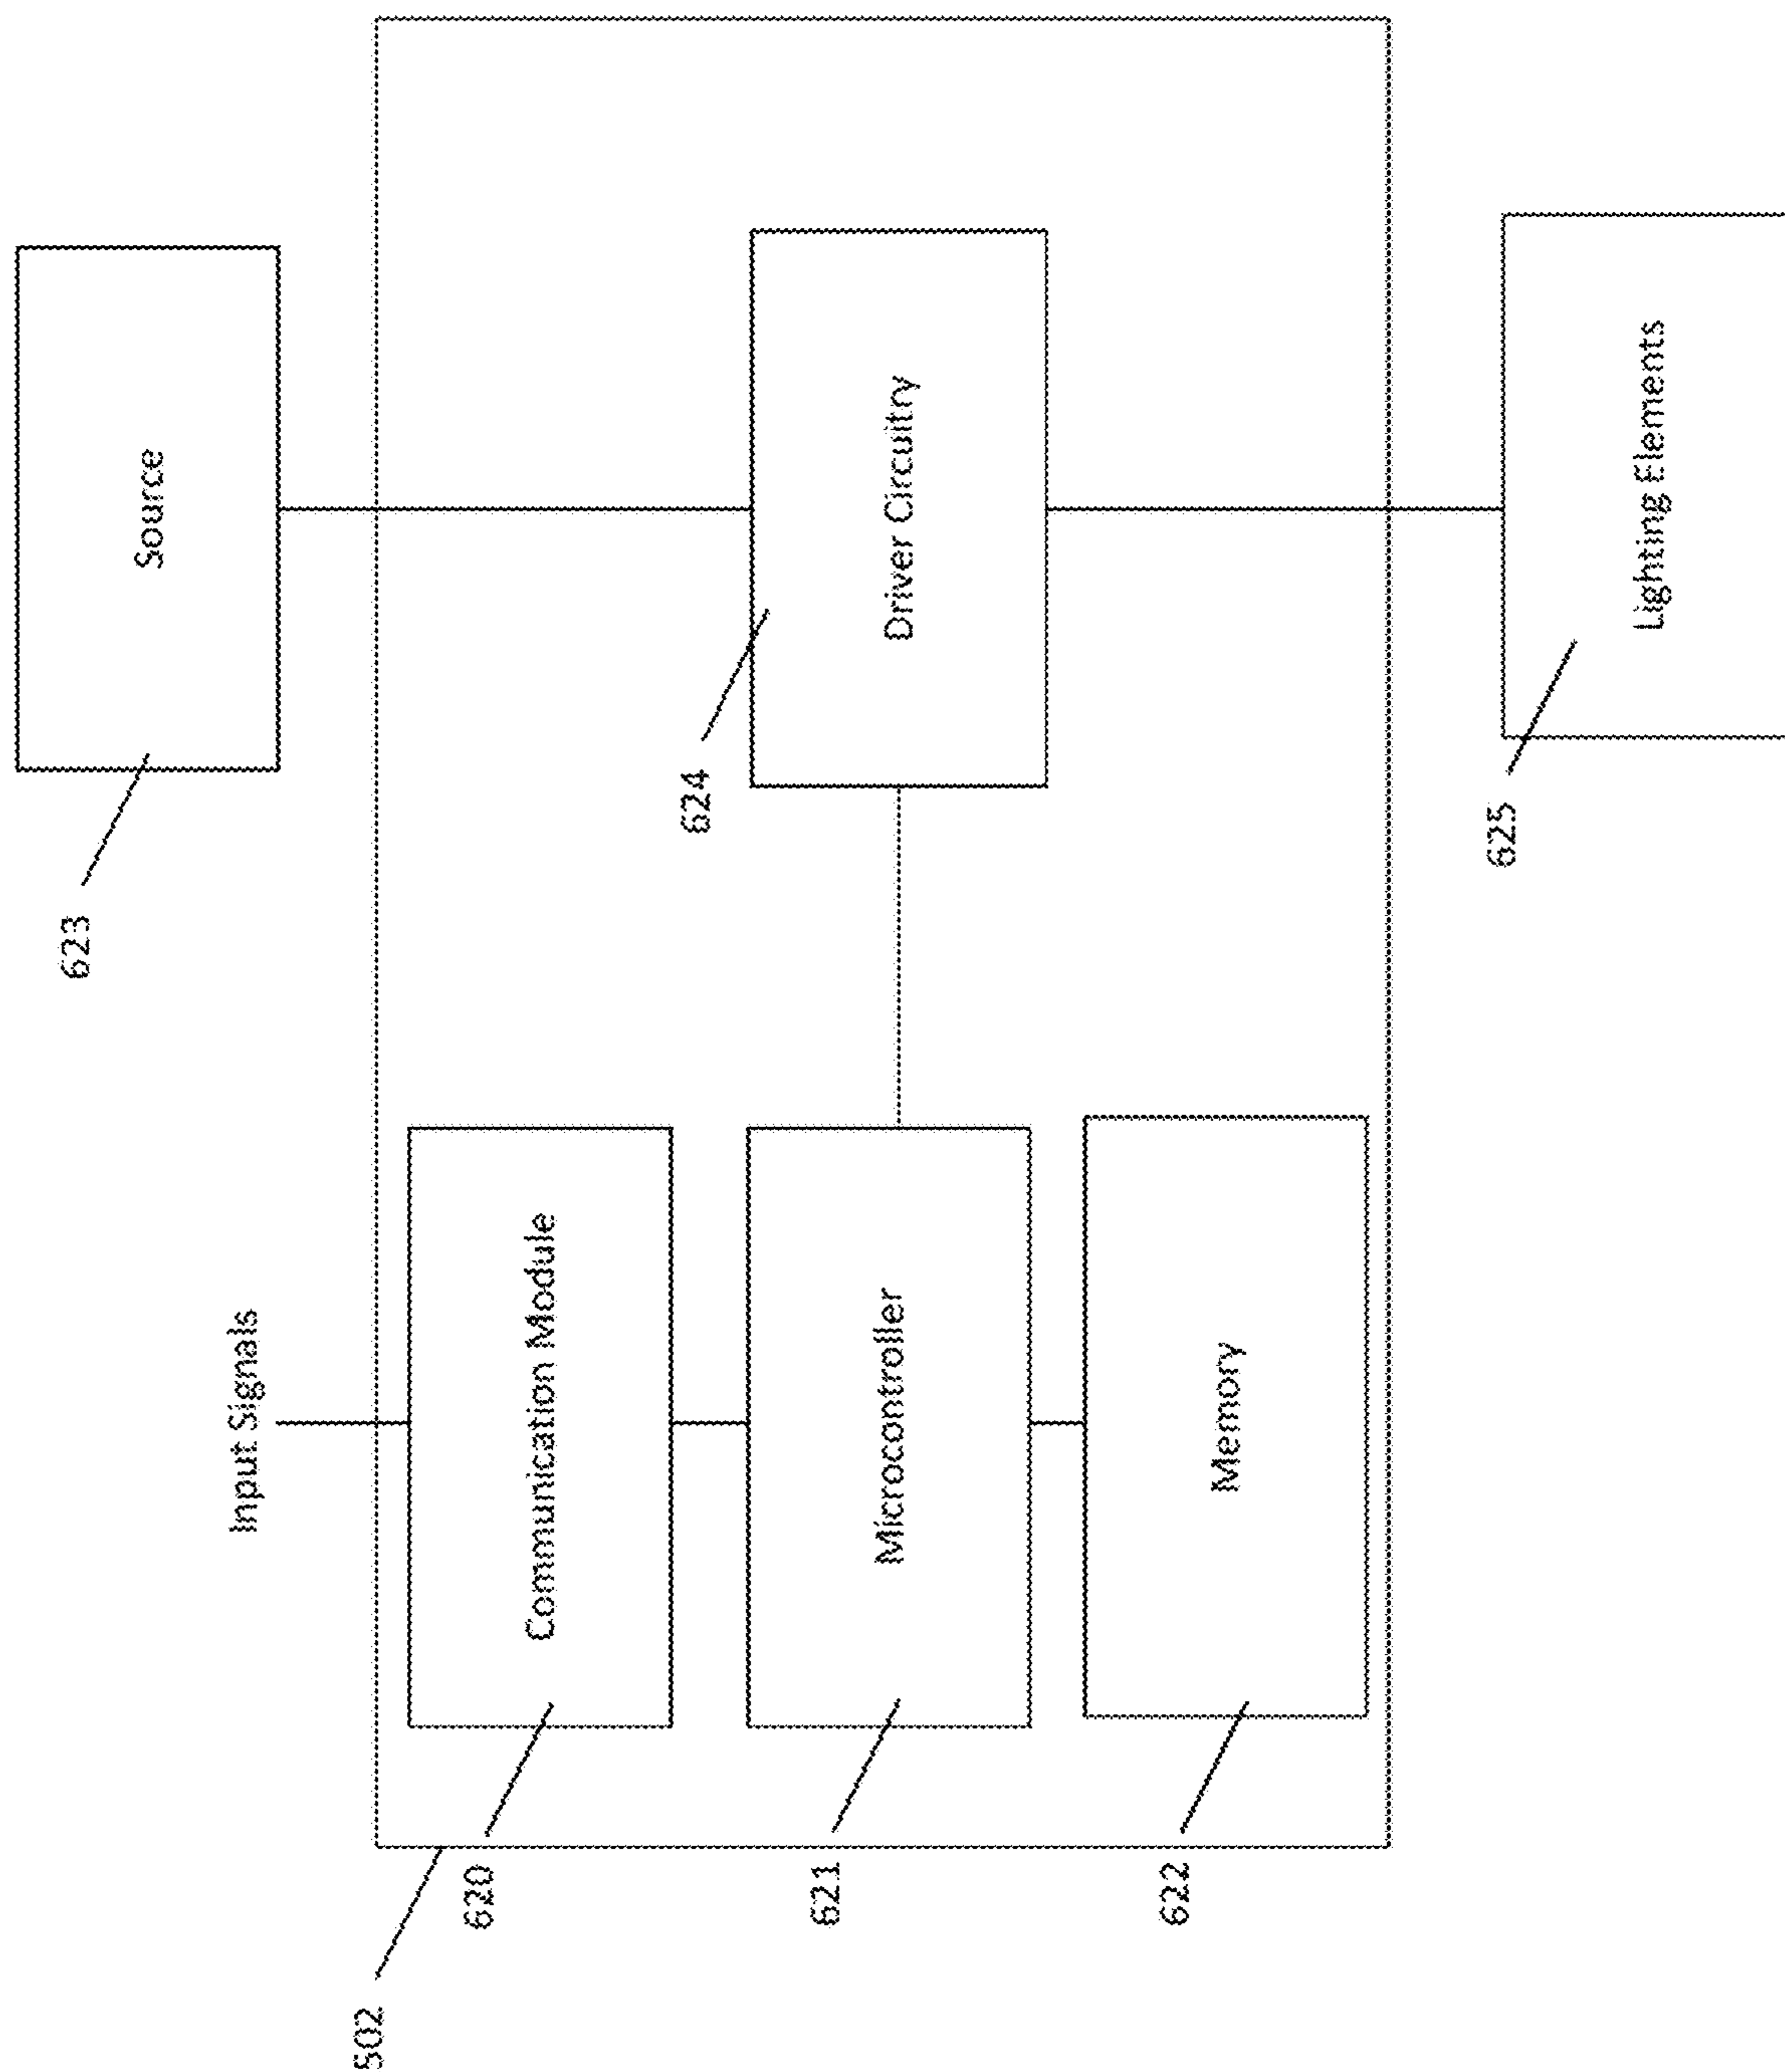 623
Source
Input Signals
502
620
Communication Module
624
621
Microcontroller
Driver Circuitry
622
Memory
625
Lighting Elements